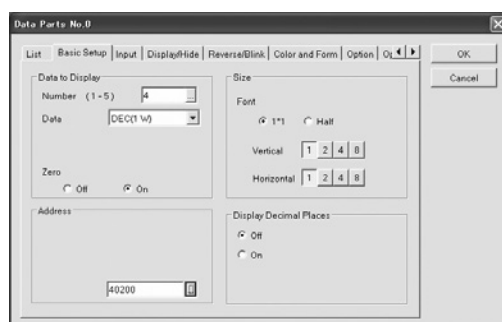 Data Parts No.0
List Basic Setup Input Display/Hide Reverse/Blink Color and Form Option
OK
Cancel
Data to Display
Number (1-5) 4 ...
Data DEC(1 W)
Zero
Off On
Address
40200
Size
Font
1*1 Half
Vertical 1 2 4 8
Horizontal 1 2 4 8
Display Decimal Places
Off
On